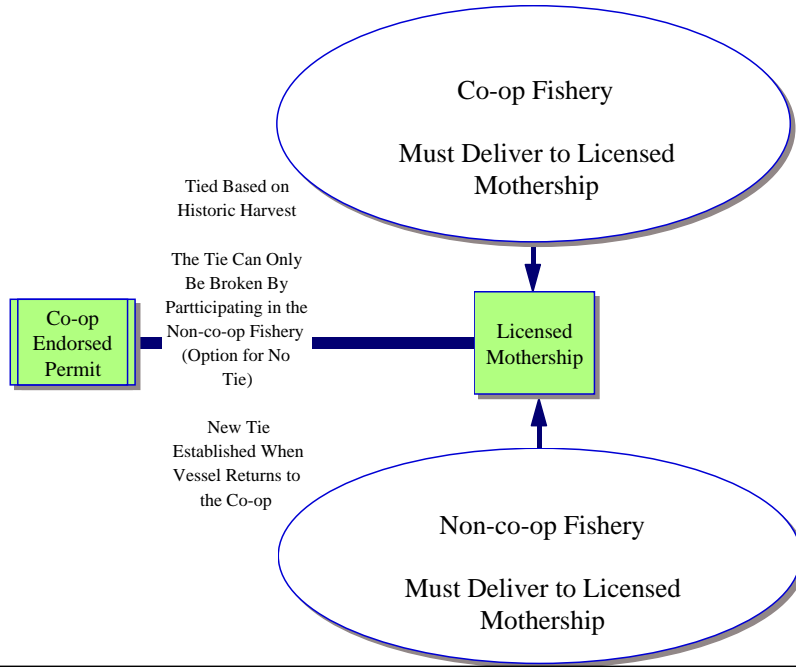 Co-op Fishery
Must Deliver to Licensed
Mothership
Tied Based on
Historic Harvest
The Tie Can Only
Be Broken By
Partticipating in the
Non-co-op Fishery
(Option for No
Tie)
New Tie
Established When
Vessel Returns to
the Co-op
Co-op
Endorsed
Permit
Licensed
Mothership
Non-co-op Fishery
Must Deliver to Licensed
Mothership